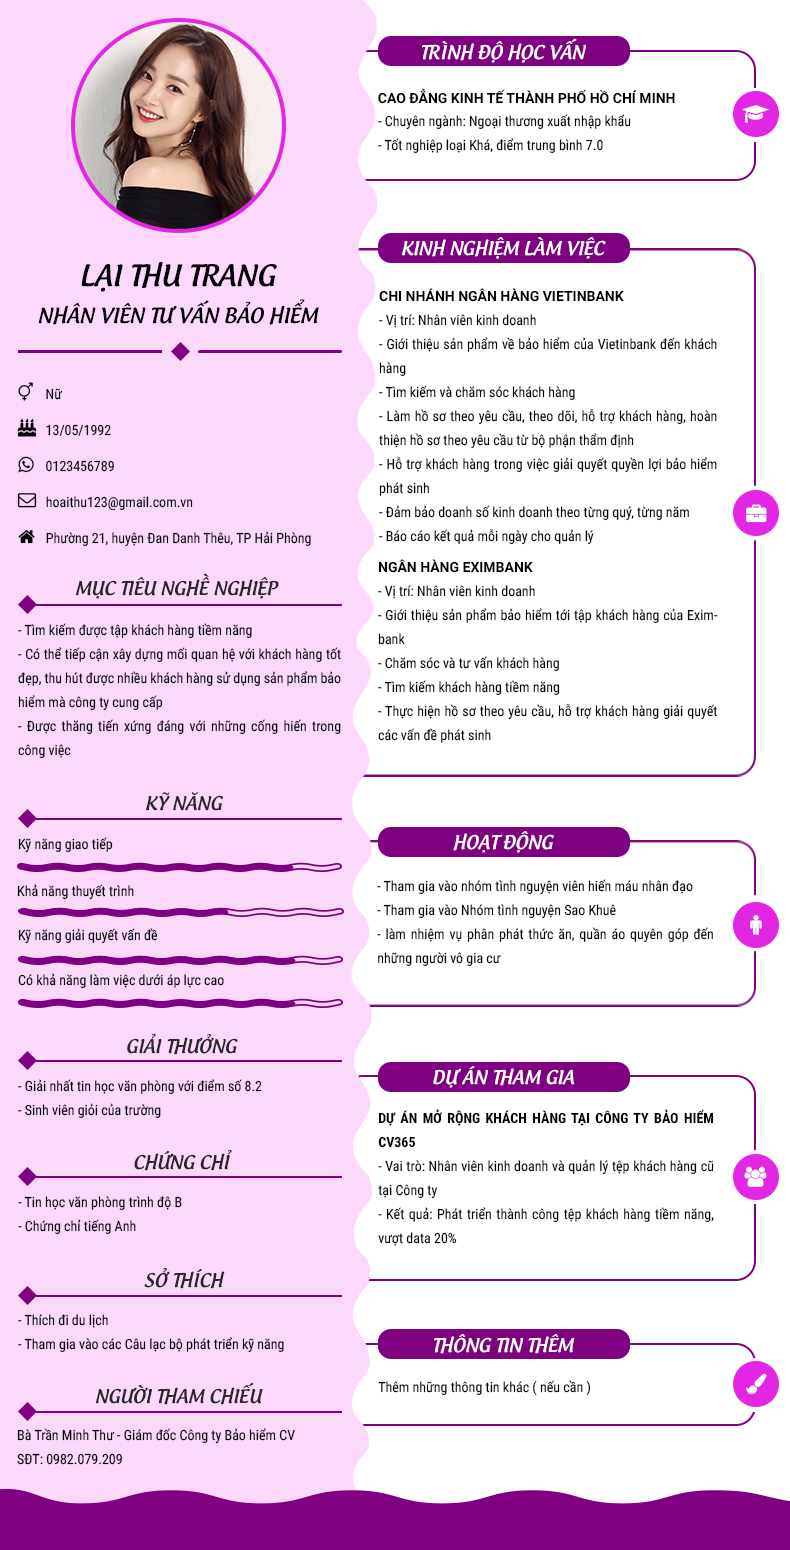 LẠI THU TRANG
NHÂN VIÊN TƯ VẤN BẢO HIỂM
Nữ
13/05/1992
0123456789
hoaithu123@gmail.com.vn
Phường 21, huyện Đan Danh Thêu, TP Hải Phòng
MỤC TIÊU NGHỀ NGHIỆP
- Tìm kiếm được tập khách hàng tiềm năng
- Có thể tiếp cận xây dựng mối quan hệ với khách hàng tốt
đẹp, thu hút được nhiều khách hàng sử dụng sản phẩm bảo
hiểm mà công ty cung cấp
- Được thăng tiến xứng đáng với những cống hiến trong
công việc
KỸ NĂNG
Kỹ năng giao tiếp
Khả năng thuyết trình
Kỹ năng giải quyết vấn đề
Có khả năng làm việc dưới áp lực cao
GIẢI THƯỞNG
- Giải nhất tin học văn phòng với điểm số 8.2
- Sinh viên giỏi của trường
CHỨNG CHỈ
- Tin học văn phòng trình độ B
- Chứng chỉ tiếng Anh
SỞ THÍCH
- Thích đi du lịch
- Tham gia vào các Câu lạc bộ phát triển kỹ năng
NGƯỜI THAM CHIẾU
Bà Trần Minh Thư - Giám đốc Công ty Bảo hiểm CV
SĐT: 0982.079.209
TRÌNH ĐỘ HỌC VẤN
CAO ĐẲNG KINH TẾ THÀNH PHỐ HỒ CHÍ MINH
- Chuyên ngành: Ngoại thương xuất nhập khẩu
- Tốt nghiệp loại Khá, điểm trung bình 7.0
KINH NGHIỆM LÀM VIỆC
CHI NHÁNH NGÂN HÀNG VIETINBANK
- Vị trí: Nhân viên kinh doanh
- Giới thiệu sản phẩm về bảo hiểm của Vietinbank đến khách
hàng
- Tìm kiếm và chăm sóc khách hàng
- Làm hồ sơ theo yêu cầu, theo dõi, hỗ trợ khách hàng, hoàn
thiện hồ sơ theo yêu cầu từ bộ phận thẩm định
- Hỗ trợ khách hàng trong việc giải quyết quyền lợi bảo hiểm
phát sinh
- Đảm bảo doanh số kinh doanh theo từng quý, từng năm
- Báo cáo kết quả mỗi ngày cho quản lý
NGÂN HÀNG EXIMBANK
- Vị trí: Nhân viên kinh doanh
- Giới thiệu sản phẩm bảo hiểm tới tập khách hàng của Exim-
bank
- Chăm sóc và tư vấn khách hàng
- Tìm kiếm khách hàng tiềm năng
- Thực hiện hồ sơ theo yêu cầu, hỗ trợ khách hàng giải quyết
các vấn đề phát sinh
HOẠT ĐỘNG
- Tham gia vào nhóm tình nguyện viên hiến máu nhân đạo
- Tham gia vào Nhóm tình nguyện Sao Khuê
- làm nhiệm vụ phân phát thức ăn, quần áo quyên góp đến
những người vô gia cư
DỰ ÁN THAM GIA
DỰ ÁN MỞ RỘNG KHÁCH HÀNG TẠI CÔNG TY BẢO HIỂM
CV365
- Vai trò: Nhân viên kinh doanh và quản lý tệp khách hàng cũ
tại Công ty
- Kết quả: Phát triển thành công tệp khách hàng tiềm năng,
vượt data 20%
THÔNG TIN THÊM
Thêm những thông tin khác ( nếu cần )